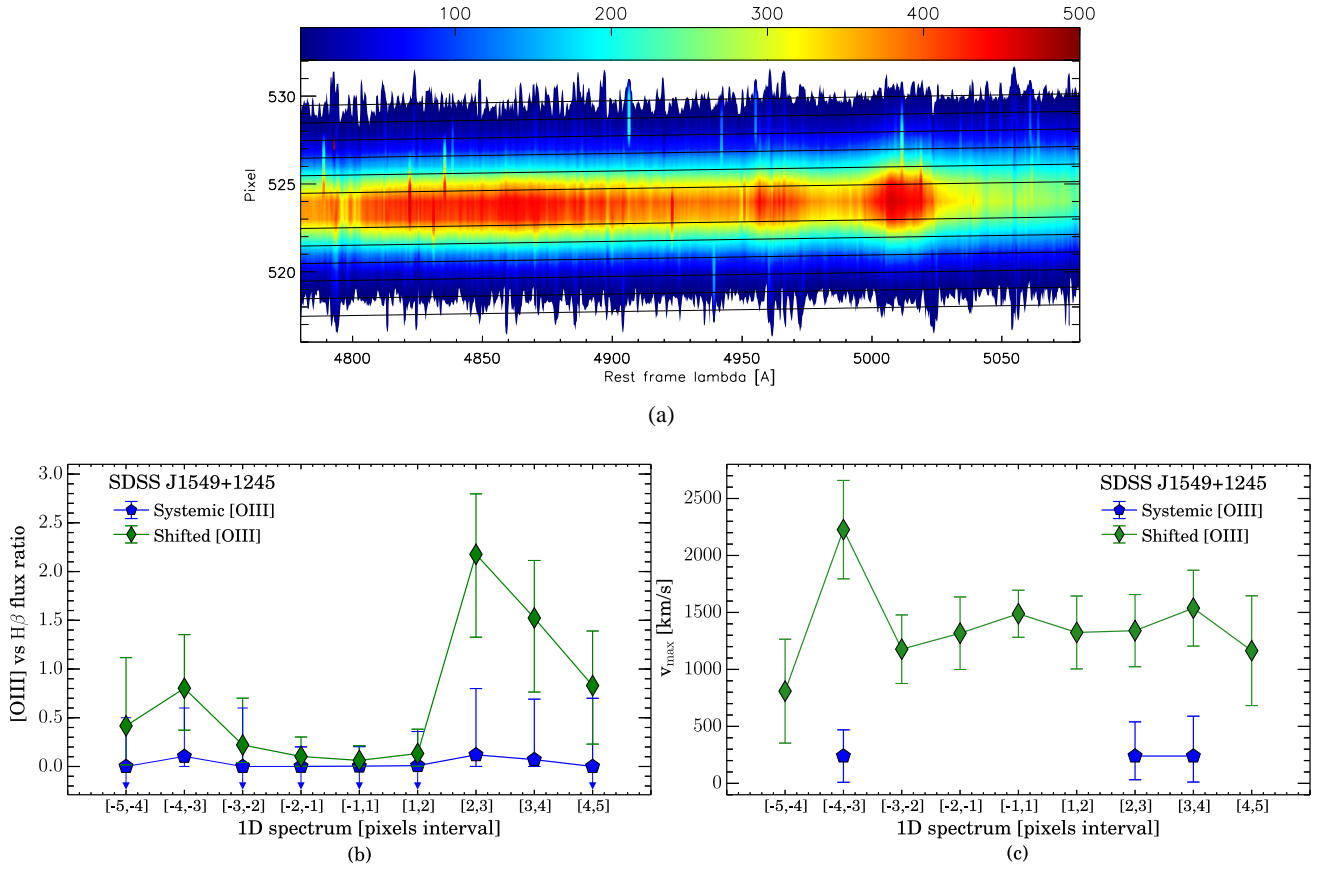 100 200 300 400 500
530
525
520
Pixel
4800 4850 4900 4950 5000 5050
Rest frame lambda [A]
(a)
3.0
2.5
2.0
1.5
1.0
0.5
0.0
[OIII] vs Hβ flux ratio
SDSS J1549+1245
Systemic [OIII]
Shifted [OIII]
[-5,-4] [-4,-3] [-3,-2] [-2,-1] [-1,1] [1,2] [2,3] [3,4] [4,5]
1D spectrum [pixels interval]
(b)
2500
2000
1500
1000
500
0
v_max [km/s]
SDSS J1549+1245
Systemic [OIII]
Shifted [OIII]
[-5,-4] [-4,-3] [-3,-2] [-2,-1] [-1,1] [1,2] [2,3] [3,4] [4,5]
1D spectrum [pixels interval]
(c)